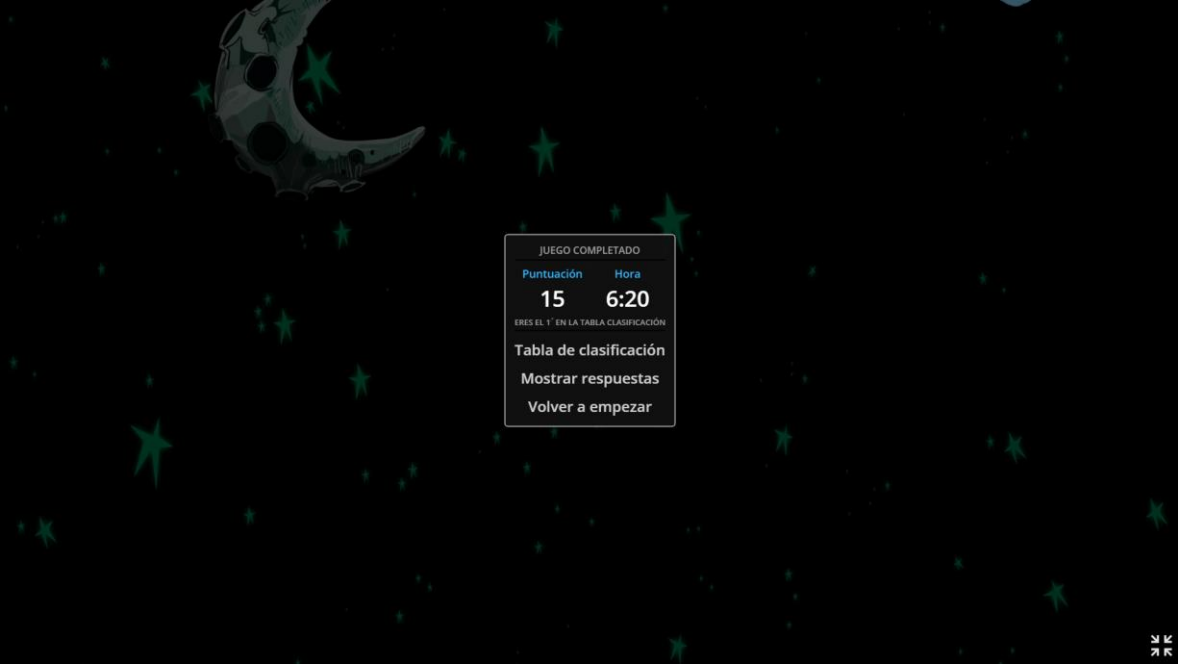 JUEGO COMPLETADO
Puntuación Hora
15 6:20
ERES EL 1° EN LA TABLA CLASIFICACIÓN
Tabla de clasificación
Mostrar respuestas
Volver a empezar